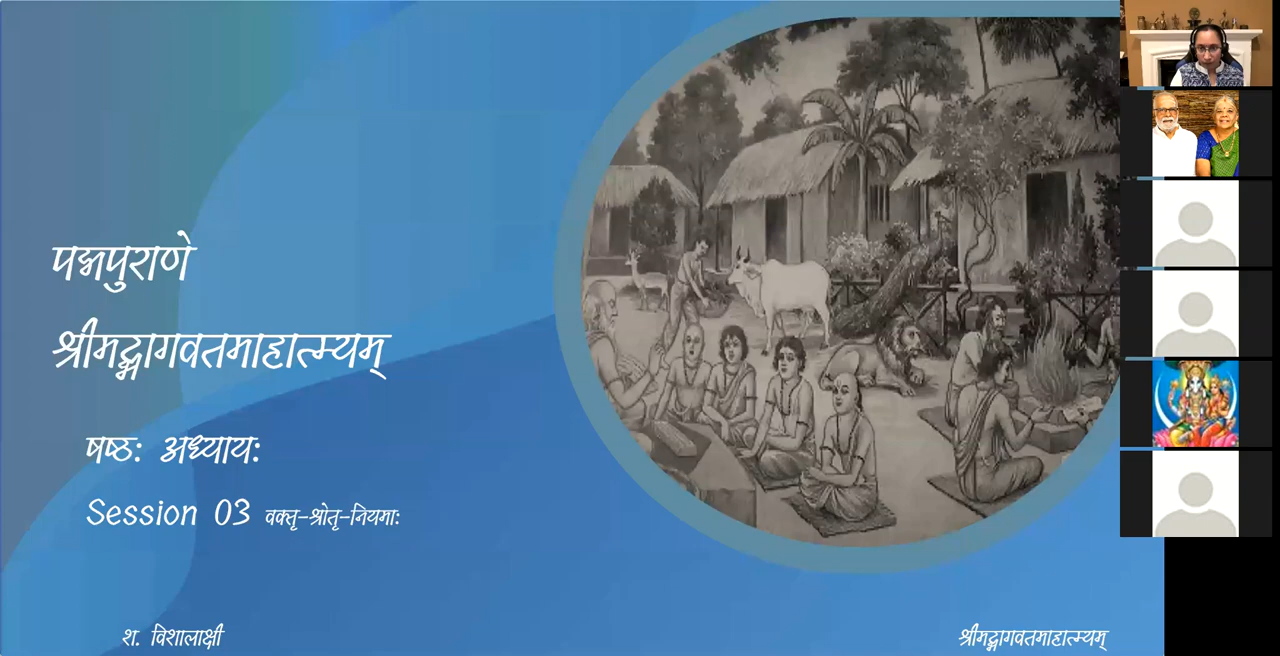 पद्मपुराणे
श्रीमद्भागवतमाहात्म्यम्
षष्ठः अध्यायः
Session 03 वक्तृ-श्रोतृ-नियमाः
श. विशालाक्षी
श्रीमद्भागवतमाहात्म्यम्